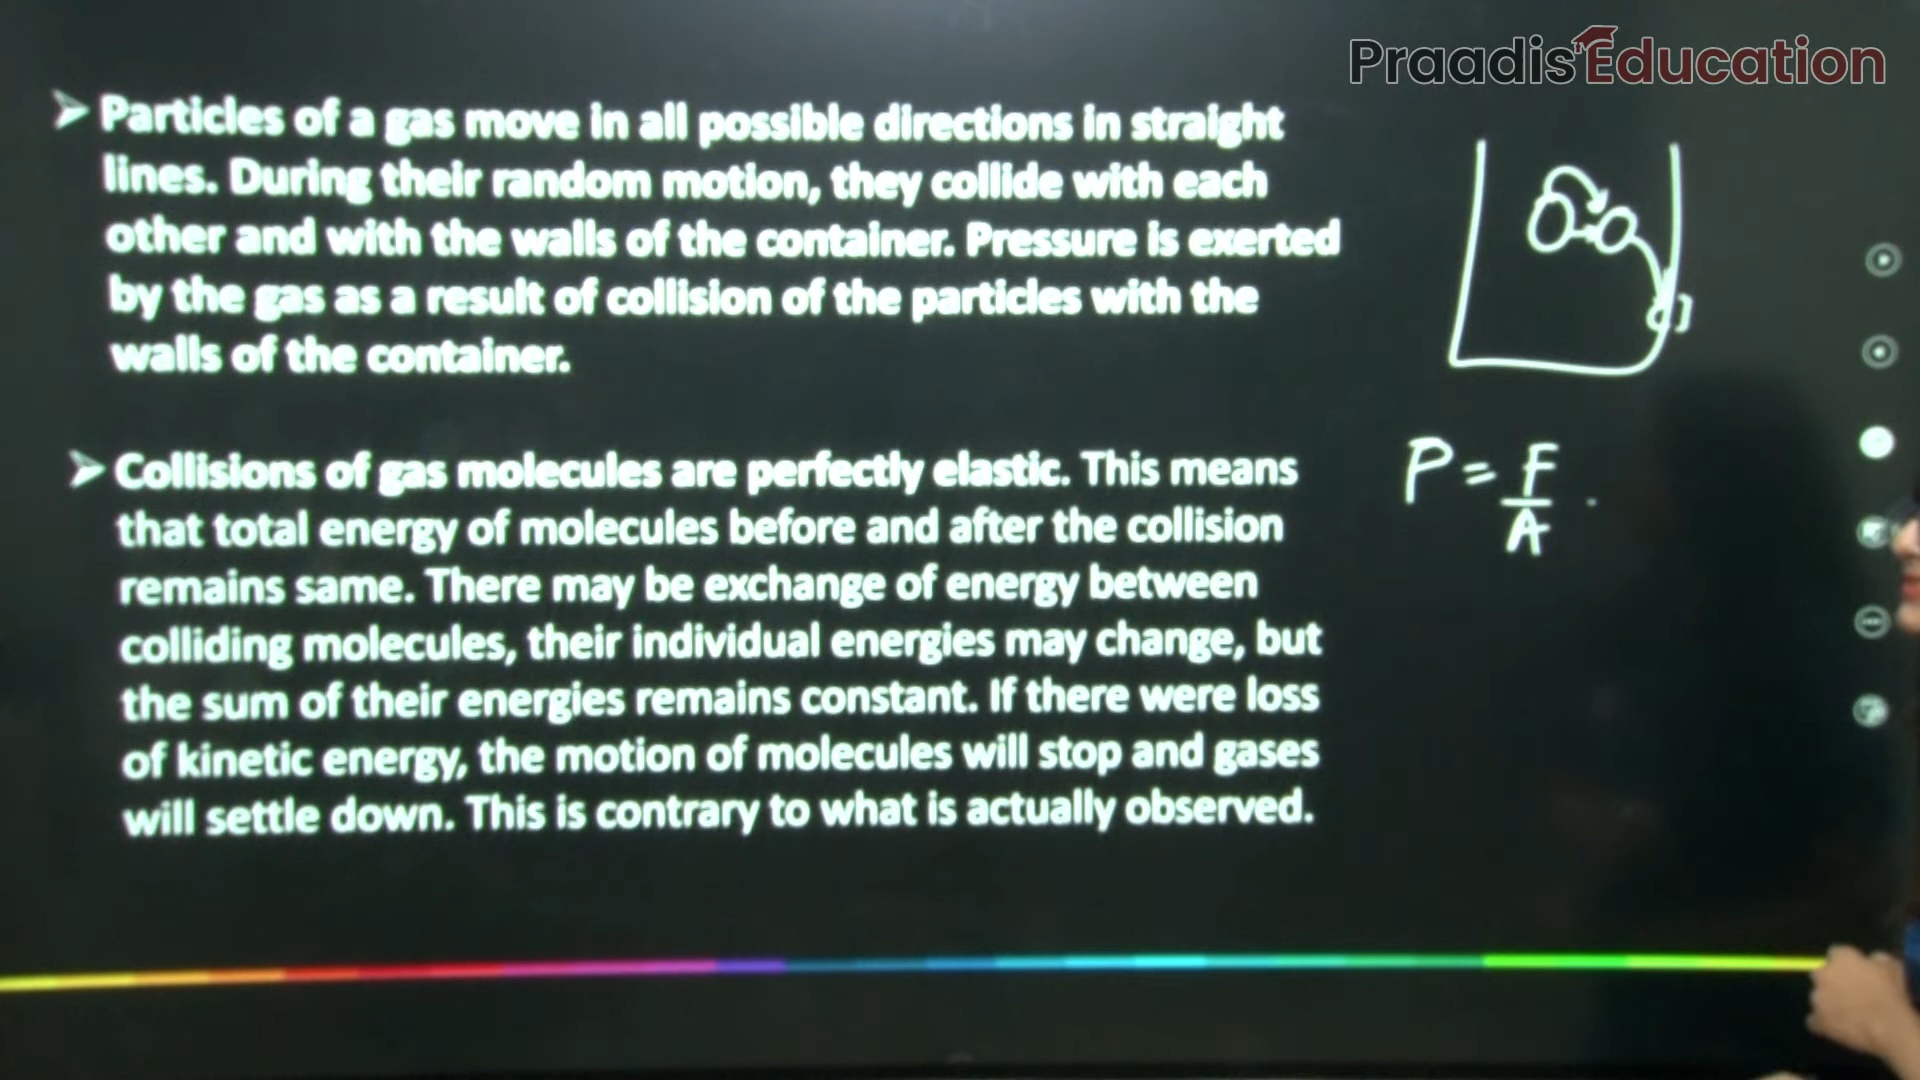 Praadis Education
➤ Particles of a gas move in all possible directions in straight
lines. During their random motion, they collide with each
other and with the walls of the container. Pressure is exerted
by the gas as a result of collision of the particles with the
walls of the container.
➤ Collisions of gas molecules are perfectly elastic. This means
that total energy of molecules before and after the collision
remains same. There may be exchange of energy between
colliding molecules, their individual energies may change, but
the sum of their energies remains constant. If there were loss
of kinetic energy, the motion of molecules will stop and gases
will settle down. This is contrary to what is actually observed.
P = F
A